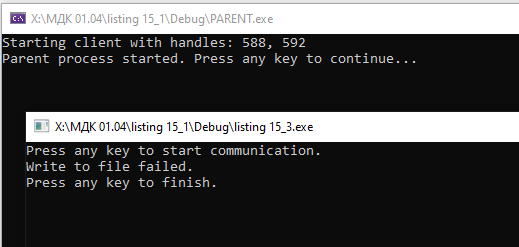 X:\МДК 01.04\listing 15_1\Debug\PARENT.exe
Starting client with handles: 588, 592
Parent process started. Press any key to continue...
X:\МДК 01.04\listing 15_1\Debug\listing 15_3.exe
Press any key to start communication.
Write to file failed.
Press any key to finish.